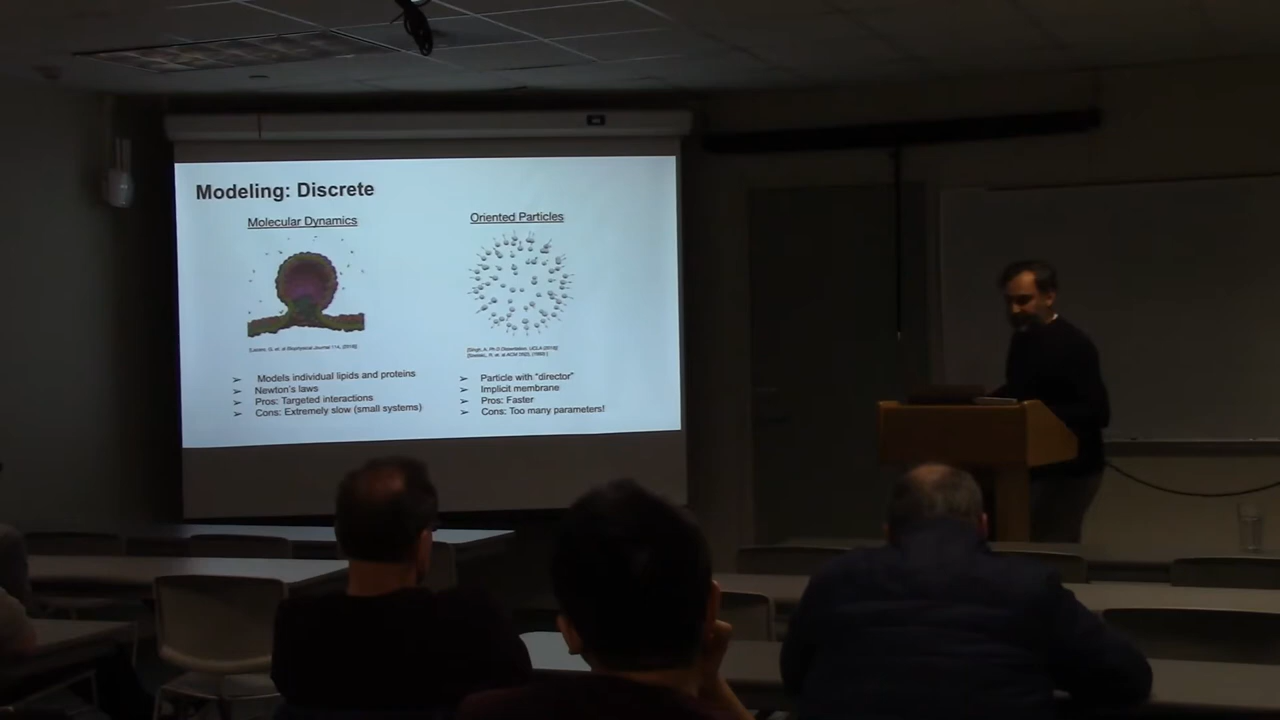 Modeling: Discrete
Molecular Dynamics
Oriented Particles
➢ Models individual lipids and proteins
➢ Newton's laws
➢ Pros: Targeted interactions
➢ Cons: Extremely slow (small systems)
➢ Particle with "director"
➢ Implicit membrane
➢ Pros: Faster
➢ Cons: Too many parameters!